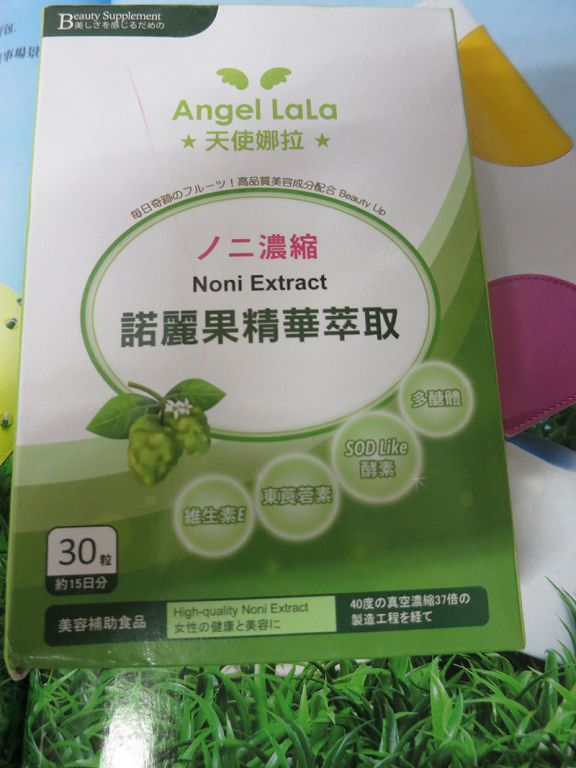 Beauty Supplement
美しさを感じるための
事場景
Angel LaLa
★ 天使娜拉 ★
毎日奇跡のフルーツ！高品質美容成分配合 Beauty Up
ノニ濃縮
Noni Extract
諾麗果精華萃取
多醣體
SOD Like
酵素
東莨菪素
維生素E
30粒
約15日分
美容補助食品
High-quality Noni Extract
女性の健康と美容に
40度の真空濃縮37倍の
製造工程を経て